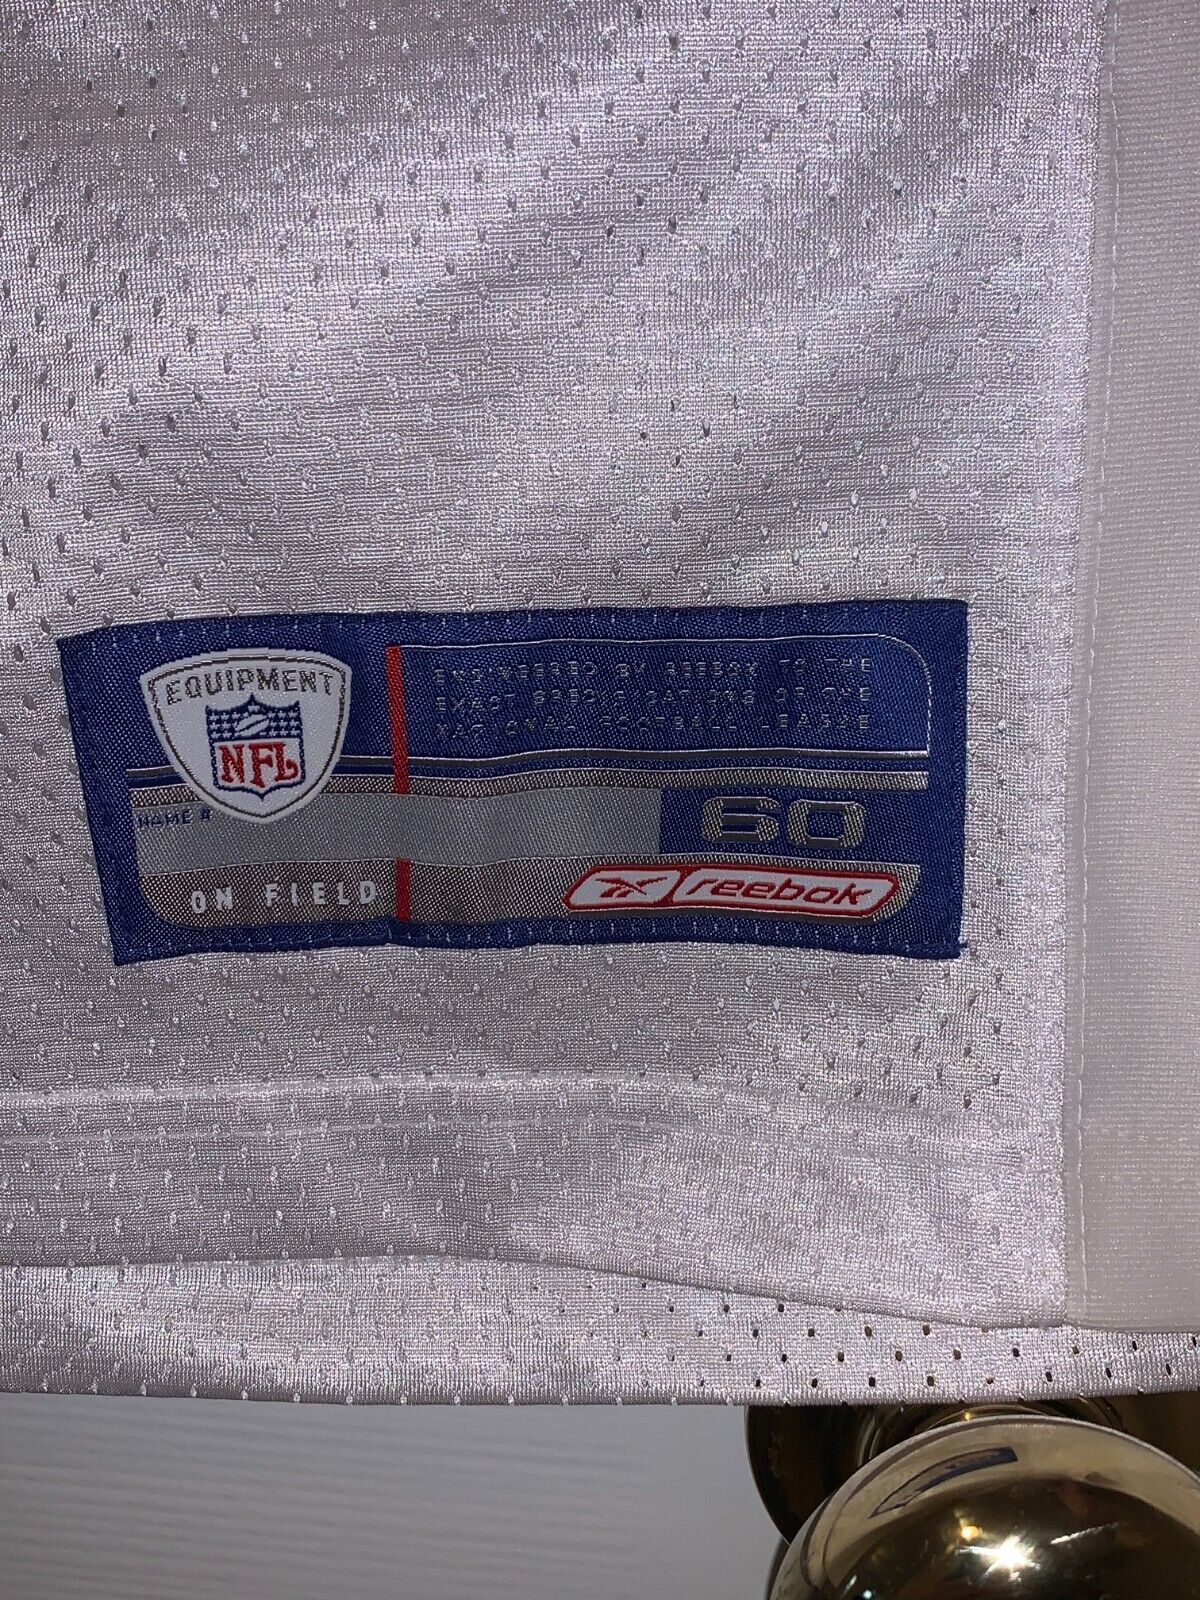 EQUIPMENT
NFL
ENGINEERED BY REEBOK TO THE
EXACT SPECIFICATIONS OF THE
NATIONAL FOOTBALL LEAGUE
NAME #
60
ON FIELD
reebok